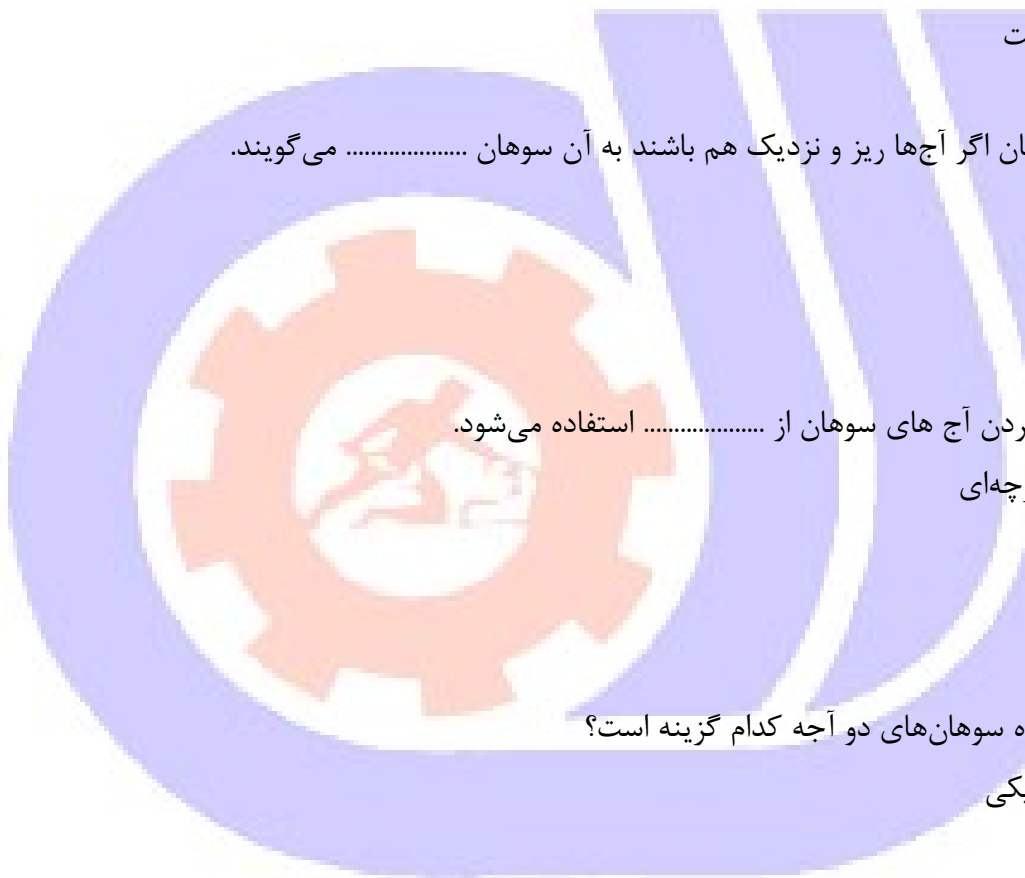 ت
ان اگر آج‌ها ریز و نزدیک هم باشند به آن سوهان .................... می‌گویند.
ردن آج های سوهان از .................... استفاده می‌شود.
چه‌ای
ه سوهان‌های دو آجه کدام گزینه است؟
یکی